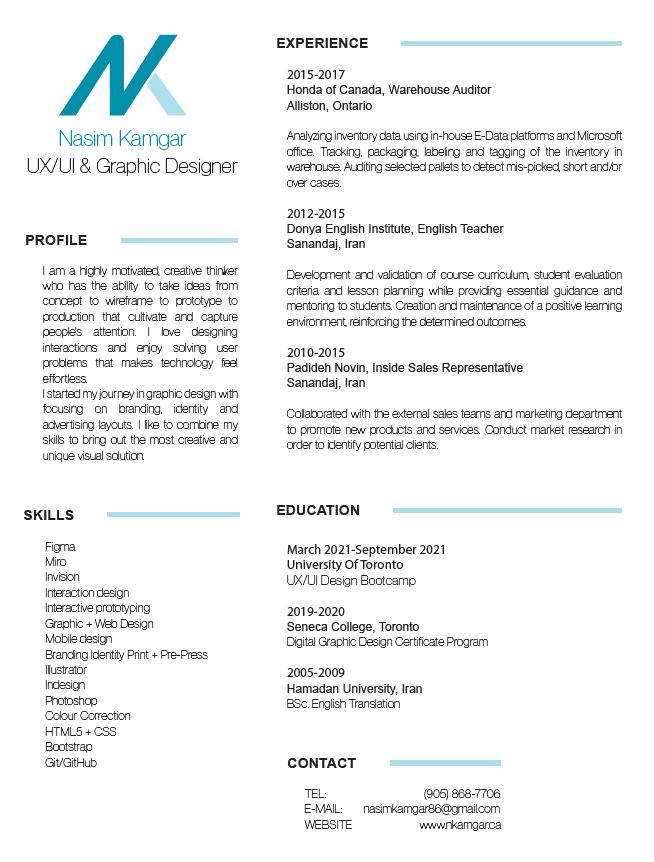 NK
Nasim Kamgar
UX/UI & Graphic Designer
PROFILE
I am a highly motivated, creative thinker
who has the ability to take ideas from
concept to wireframe to prototype to
production that cultivate and capture
people's attention. I love designing
interactions and enjoy solving user
problems that makes technology feel
effortless.
I started my journey in graphic design with
focusing on branding, identity and
advertising layouts. I like to combine my
skills to bring out the most creative and
unique visual solution.
SKILLS
Figma
Miro
Invision
Interaction design
Interactive prototyping
Graphic + Web Design
Mobile design
Branding Identity Print + Pre-Press
Illustrator
Indesign
Photoshop
Colour Correction
HTML5 + CSS
Bootstrap
Git/GitHub
EXPERIENCE
2015-2017
Honda of Canada, Warehouse Auditor
Alliston, Ontario
Analyzing inventory data using in-house E-Data platforms and Microsoft
office. Tracking, packaging, labeling and tagging of the inventory in
warehouse. Auditing selected pallets to detect mis-picked, short and/or
over cases.
2012-2015
Donya English Institute, English Teacher
Sanandaj, Iran
Development and validation of course curriculum, student evaluation
criteria and lesson planning while providing essential guidance and
mentoring to students. Creation and maintenance of a positive learning
environment, reinforcing the determined outcomes.
2010-2015
Padideh Novin, Inside Sales Representative
Sanandaj, Iran
Collaborated with the external sales teams and marketing department
to promote new products and services. Conduct market research in
order to identify potential clients.
EDUCATION
March 2021-September 2021
University Of Toronto
UX/UI Design Bootcamp
2019-2020
Seneca College, Toronto
Digital Graphic Design Certificate Program
2005-2009
Hamadan University, Iran
BSc. English Translation
CONTACT
TEL: (905) 868-7706
E-MAIL: nasimkamgar86@gmail.com
WEBSITE www.nkamgar.ca